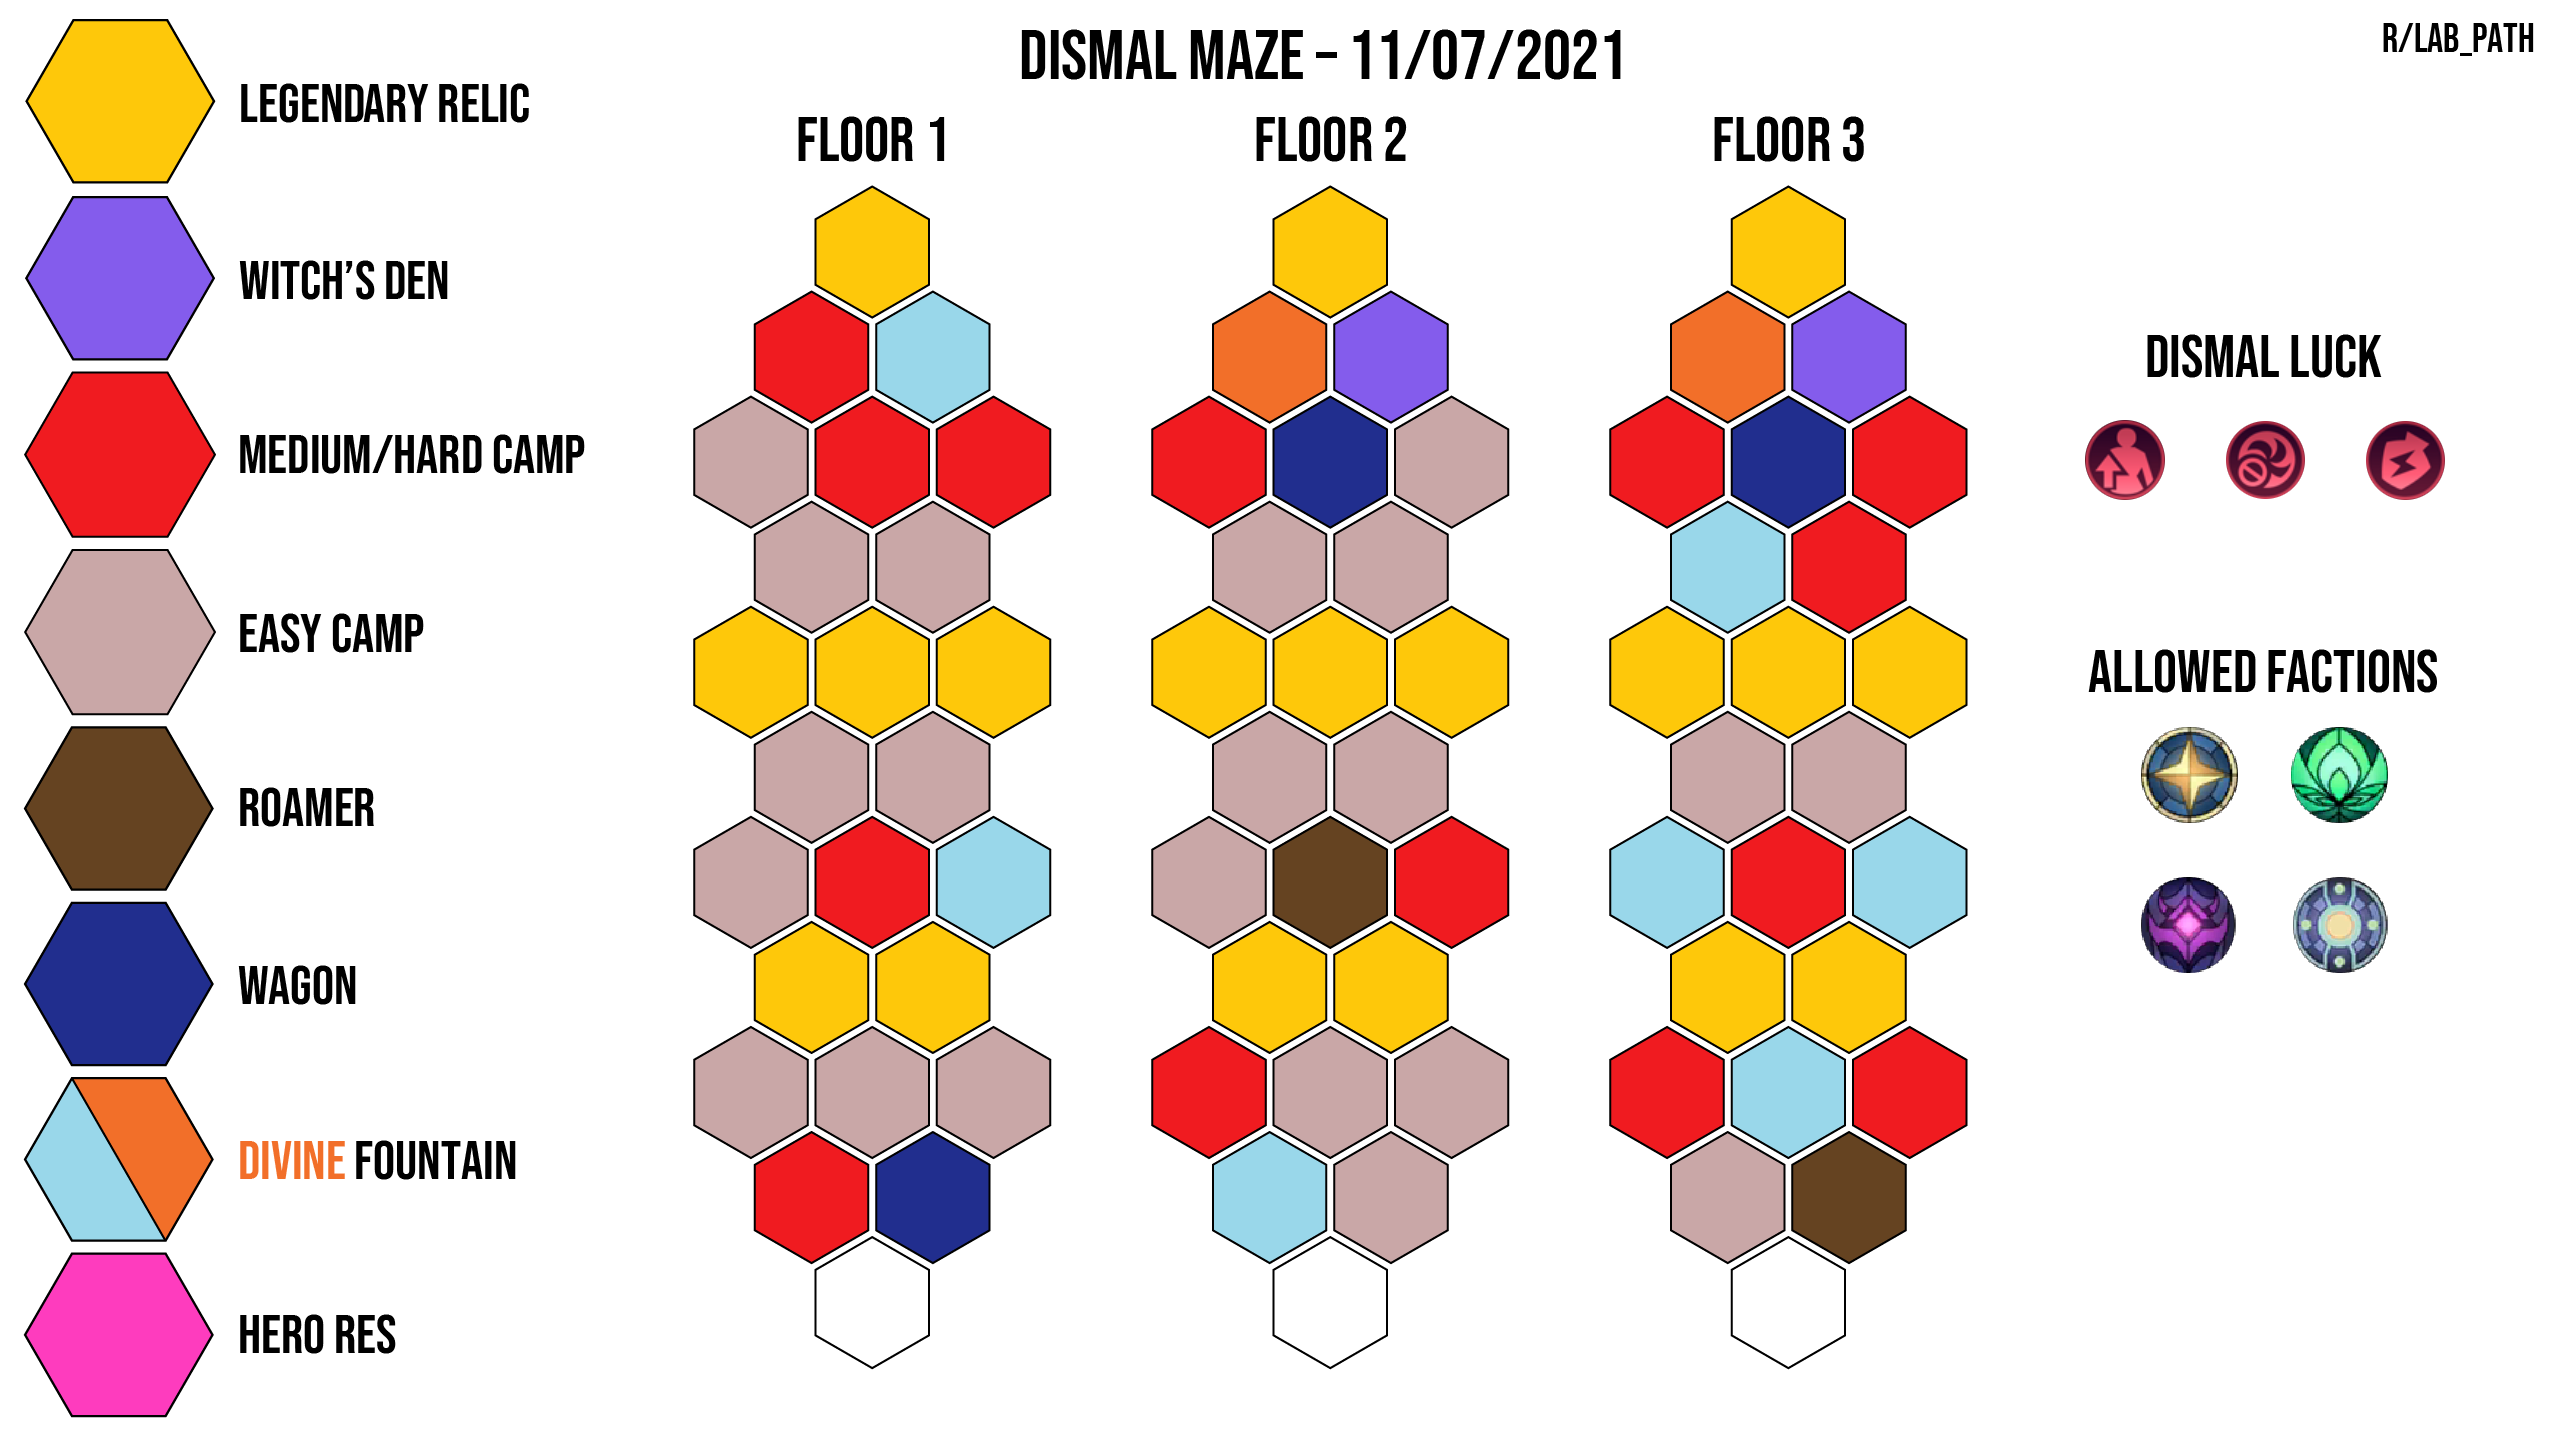 DISMAL MAZE – 11/07/2021
R/LAB_PATH
LEGENDARY RELIC
WITCH'S DEN
MEDIUM/HARD CAMP
EASY CAMP
ROAMER
WAGON
DIVINE FOUNTAIN
HERO RES
FLOOR 1
FLOOR 2
FLOOR 3
DISMAL LUCK
ALLOWED FACTIONS